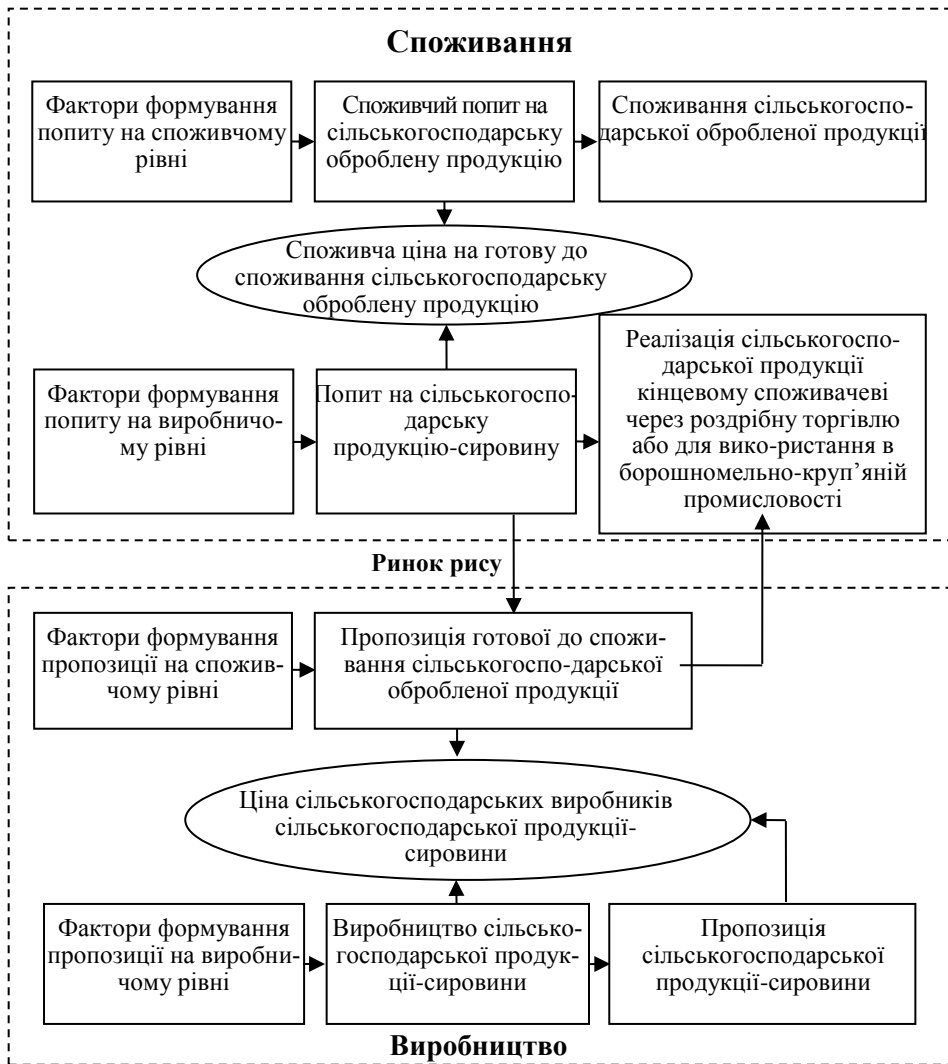 Споживання
Фактори формування
попиту на споживчому
рівні
Споживчий попит на
сільськогосподарську
оброблену продукцію
Споживання сільськогоспо-
дарської обробленої продукції
Споживча ціна на готову до
споживання сільськогосподарську
оброблену продукцію
Фактори формування
попиту на виробничо-
му рівні
Попит на сільськогоспо-
дарську
продукцію-сировину
Реалізація сільськогоспо-
дарської продукції
кінцевому споживачеві
через роздрібну торгівлю
або для вико-ристання в
борошномельно-круп’яній
промисловості
Ринок рису
Фактори формування
пропозиції на спожив-
чому рівні
Пропозиція готової до спожи-
вання сільськогоспо-дарської
обробленої продукції
Ціна сільськогосподарських виробників
сільськогосподарської продукції-
сировини
Фактори формування
пропозиції на виробни-
чому рівні
Виробництво сільсько-
господарської продук-
ції-сировини
Пропозиція
сільськогосподарської
продукції-сировини
Виробництво